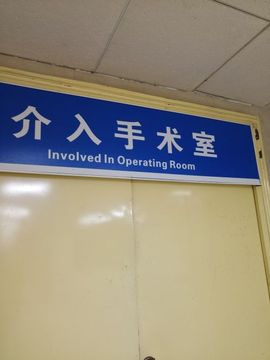 介入手术室
Involved In Operating Room